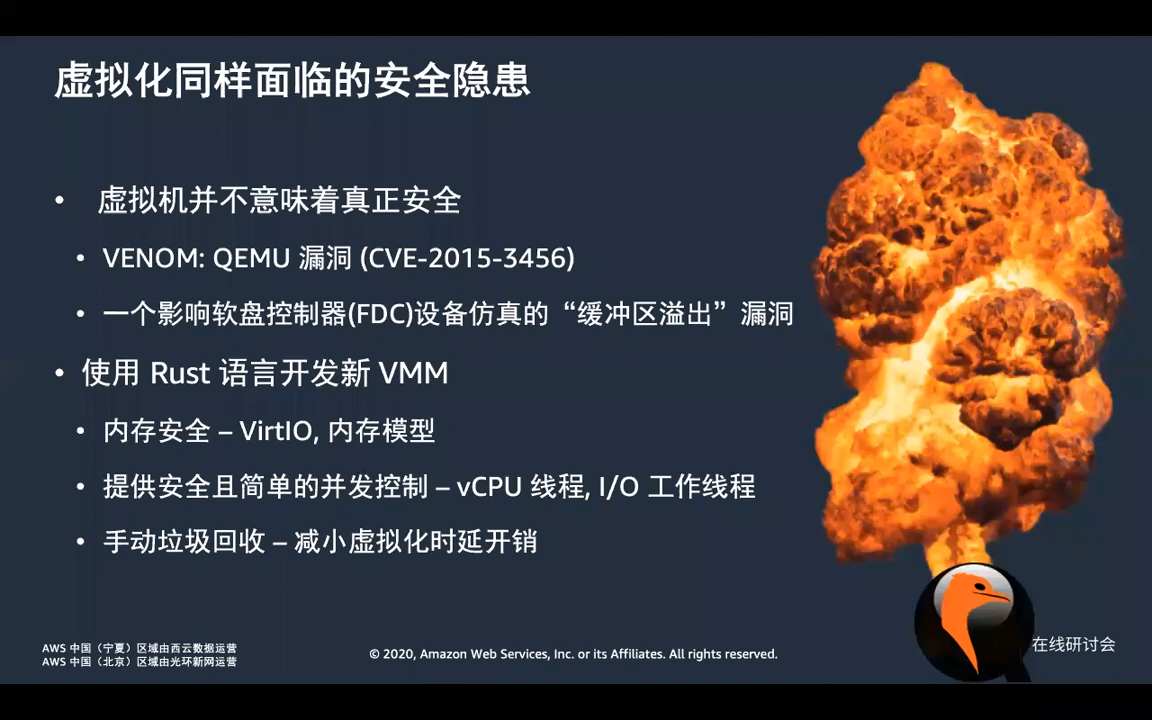 虚拟化同样面临的安全隐患
• 虚拟机并不意味着真正安全
• VENOM: QEMU 漏洞 (CVE-2015-3456)
• 一个影响软盘控制器(FDC)设备仿真的“缓冲区溢出”漏洞
• 使用 Rust 语言开发新 VMM
• 内存安全 – VirtIO, 内存模型
• 提供安全且简单的并发控制 – vCPU 线程, I/O 工作线程
• 手动垃圾回收 – 减小虚拟化时延开销
AWS 中国（宁夏）区域由西云数据运营
AWS 中国（北京）区域由光环新网运营
© 2020, Amazon Web Services, Inc. or its Affiliates. All rights reserved.
在线研讨会